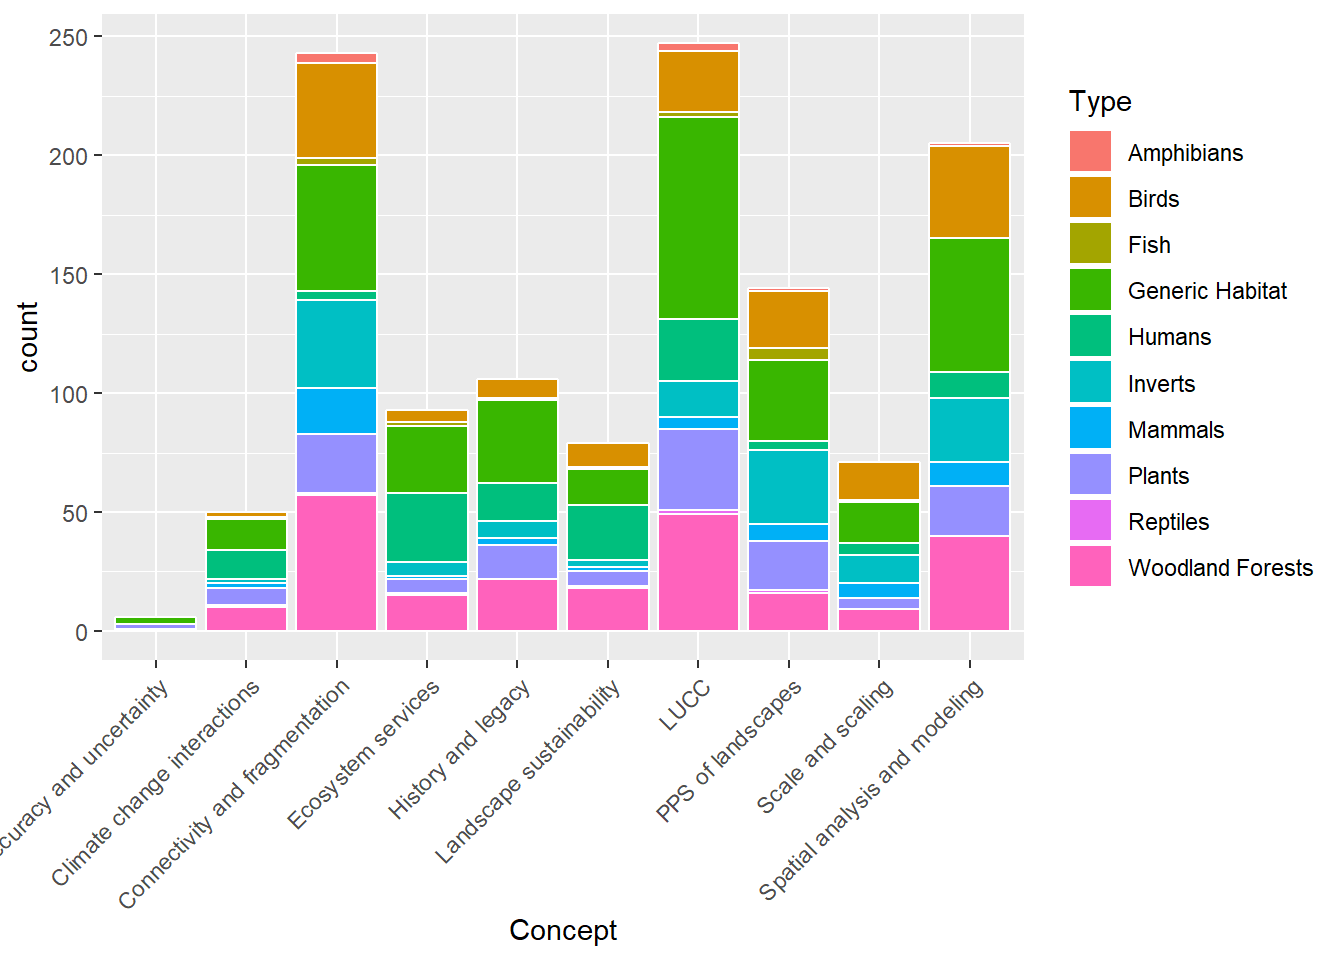 250
200
150
100
50
0
count
uncertainty
and
Climate change interactions
Connectivity and fragmentation
Ecosystem services
History and legacy
Landscape sustainability
LUCC
PPS of landscapes
Scale and scaling
Spatial analysis and modeling
Concept
Type
Amphibians
Birds
Fish
Generic Habitat
Humans
Inverts
Mammals
Plants
Reptiles
Woodland Forests